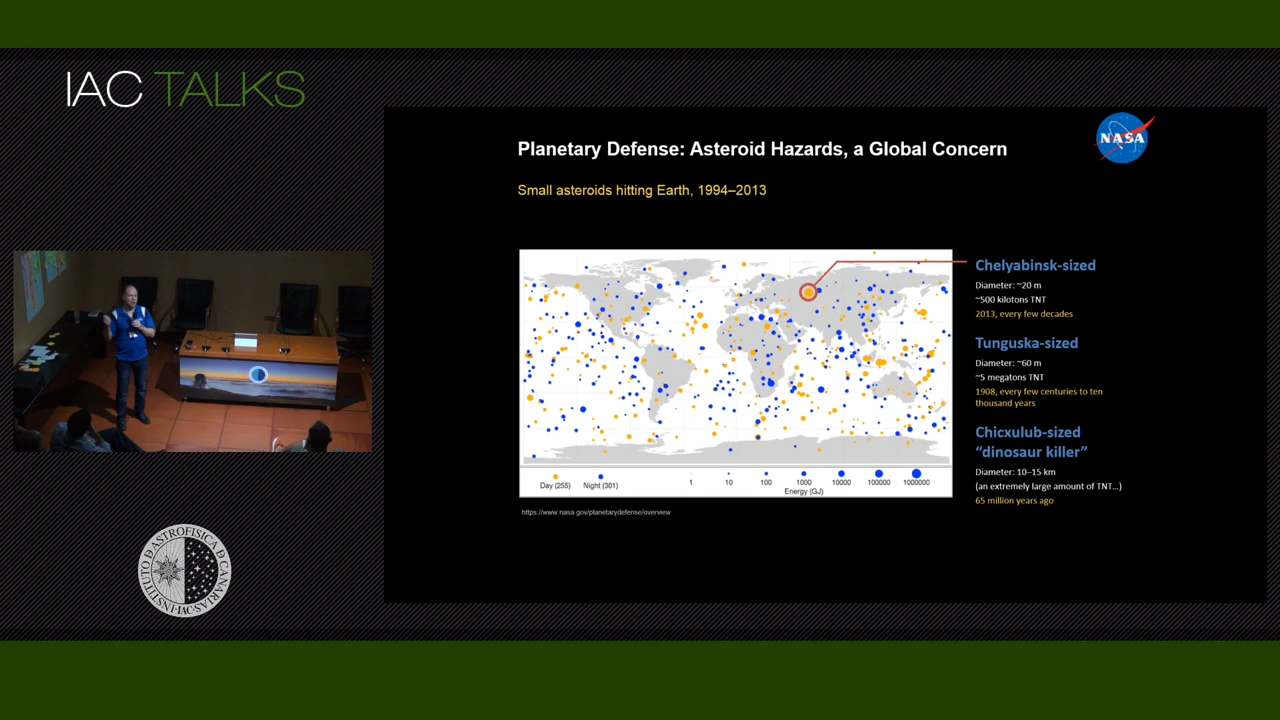 IAC TALKS
NASA
Planetary Defense: Asteroid Hazards, a Global Concern
Small asteroids hitting Earth, 1994–2013
Chelyabinsk-sized
Diameter: ~20 m
~500 kilotons TNT
2013, every few decades
Tunguska-sized
Diameter: ~60 m
~5 megatons TNT
1908, every few centuries to ten
thousand years
Chicxulub-sized
“dinosaur killer”
Diameter: 10–15 km
(an extremely large amount of TNT...)
65 million years ago
Day (255) Night (301)
1 10 100 1000 10000 100000 1000000
Energy (GJ)
https://www.nasa.gov/planetarydefense/overview
INSTITUTO D ASTROFISICA D CANARIAS·IAC·